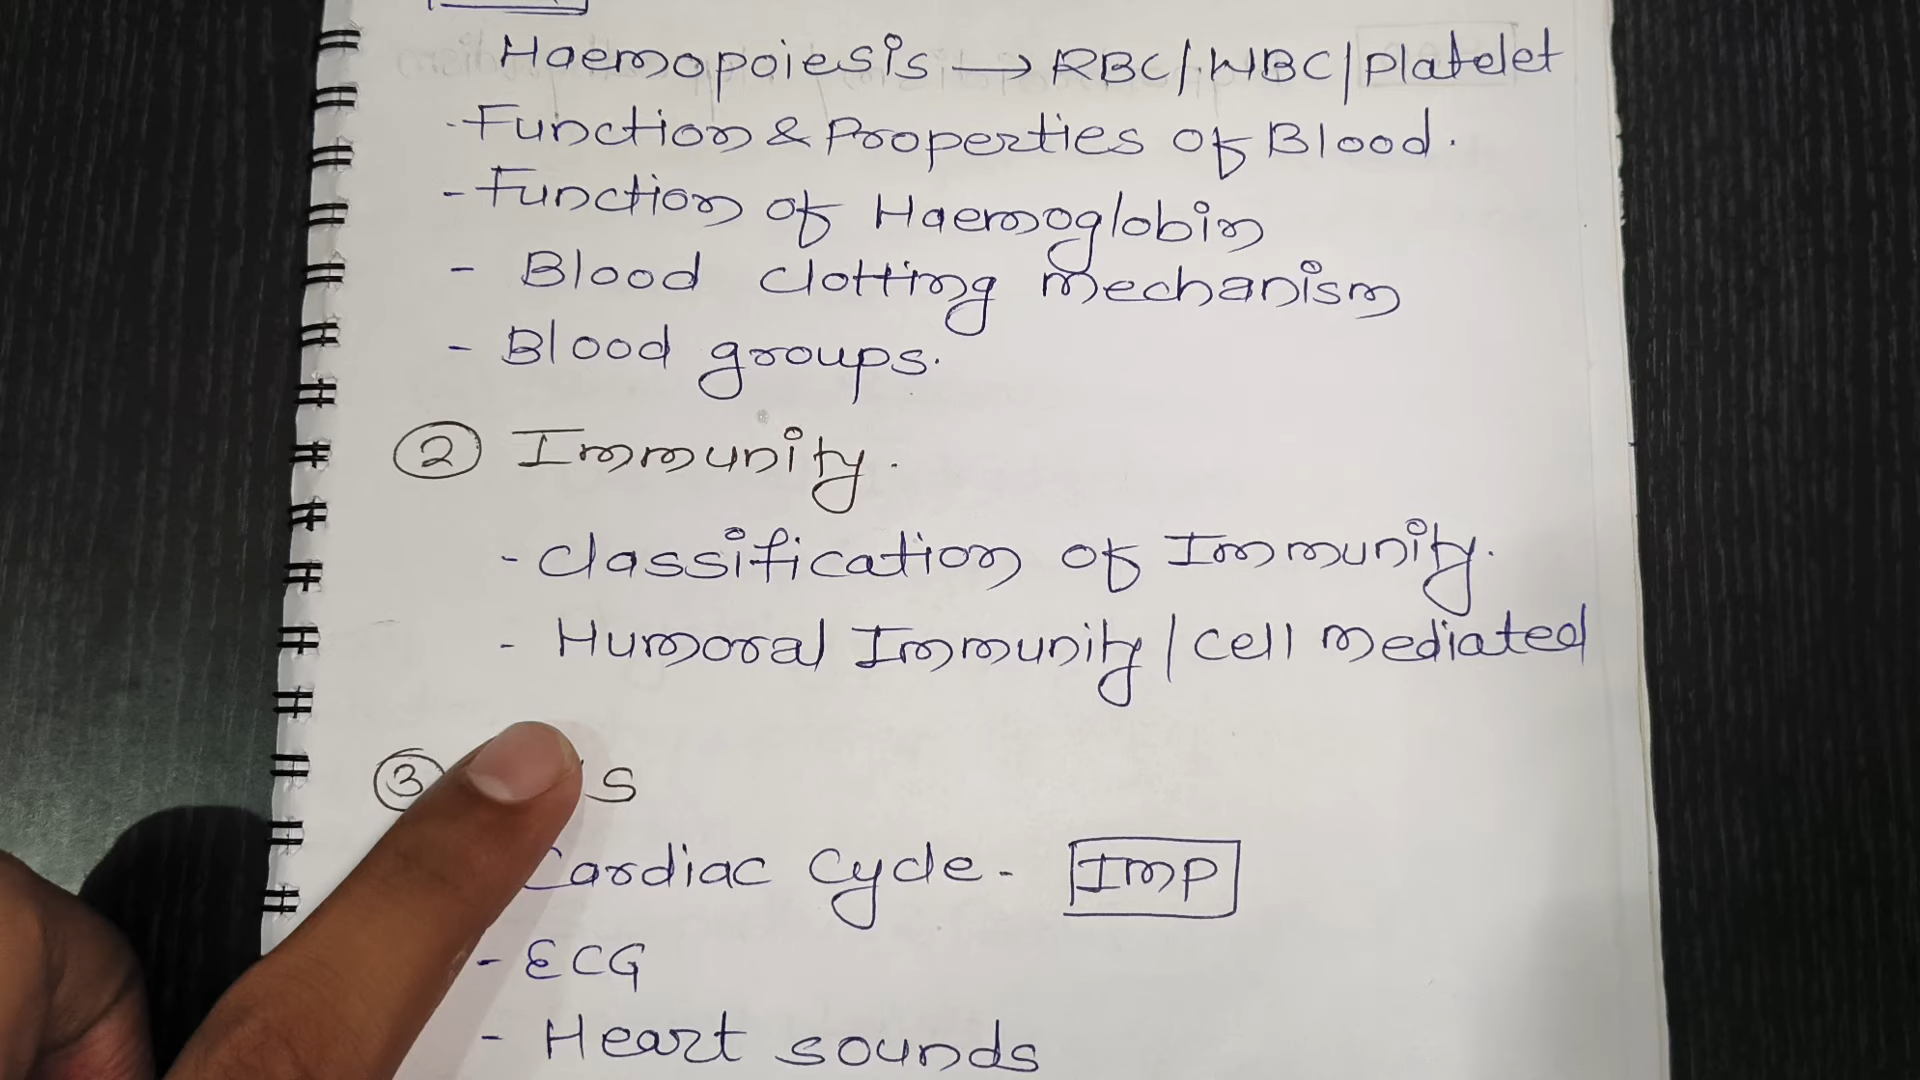 Haemopoiesis → RBC/WBC/Platelet
- Function & Properties of Blood.
- Function of Haemoglobin
- Blood clotting mechanism
- Blood groups.
② Immunity.
- Classification of Immunity.
- Humoral Immunity / Cell mediated
③ S
Cardiac Cycle - Imp
- ECG
- Heart sounds